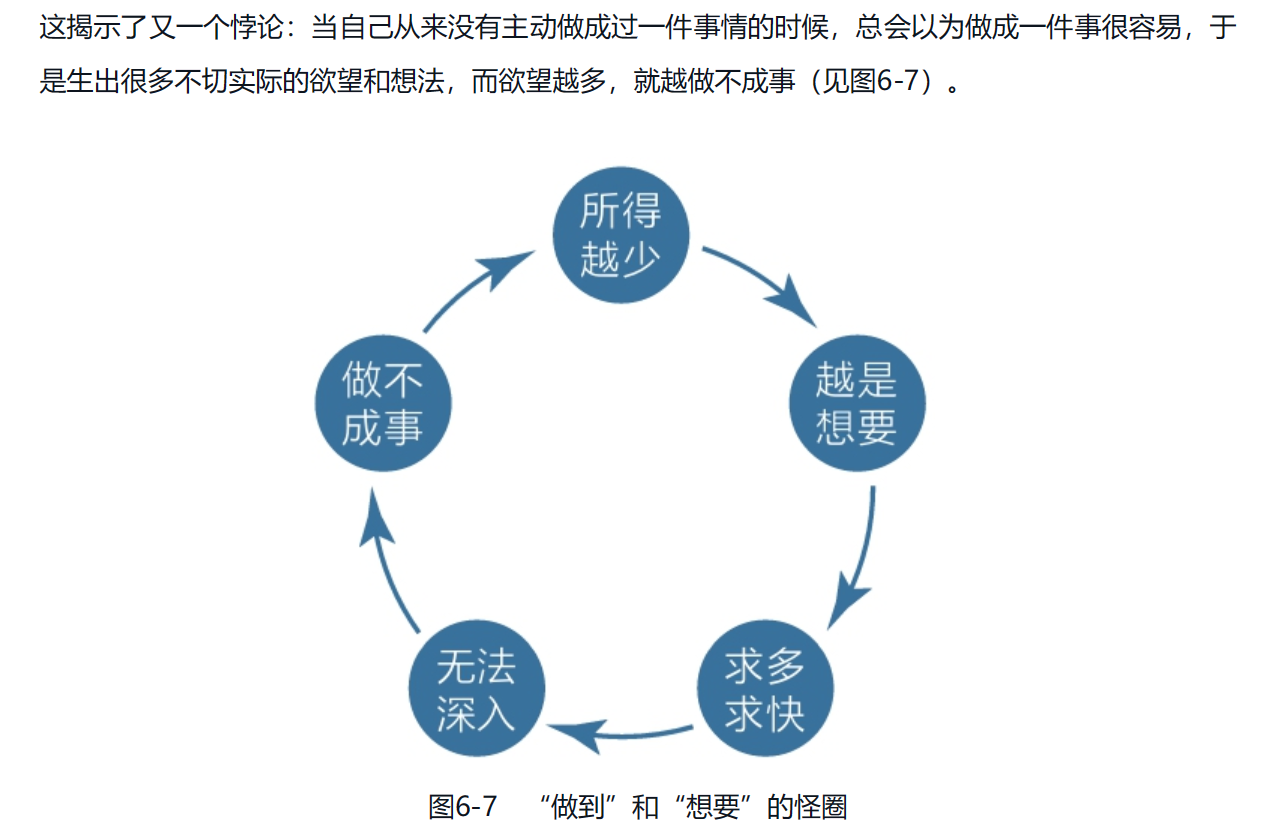 这揭示了又一个悖论：当自己从来没有主动做成过一件事情的时候，总会以为做成一件事很容易，于
是生出很多不切实际的欲望和想法，而欲望越多，就越做不成事（见图6-7）。
所得
越少
越是
想要
求多
求快
无法
深入
做不
成事
图6-7 “做到”和“想要”的怪圈